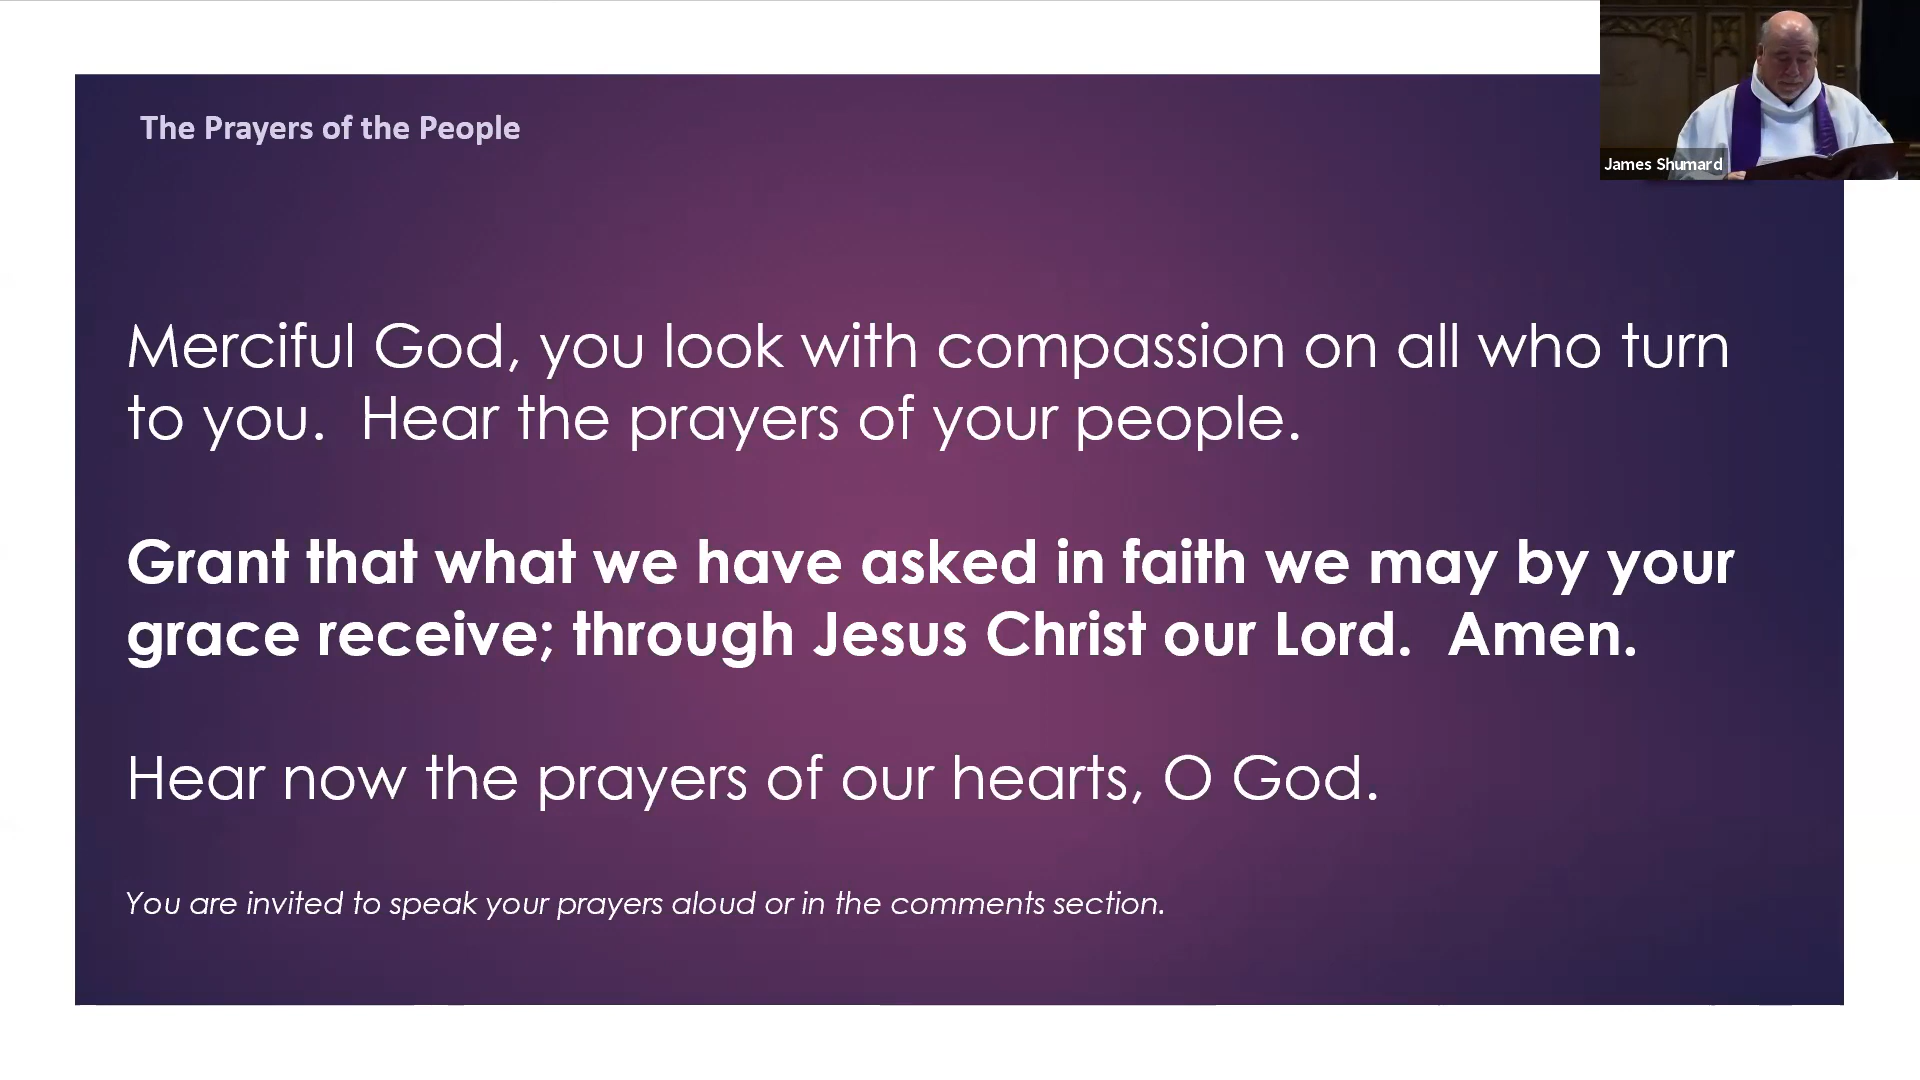 The Prayers of the People
James Shumard
Merciful God, you look with compassion on all who turn
to you.  Hear the prayers of your people.
Grant that what we have asked in faith we may by your
grace receive; through Jesus Christ our Lord.  Amen.
Hear now the prayers of our hearts, O God.
You are invited to speak your prayers aloud or in the comments section.